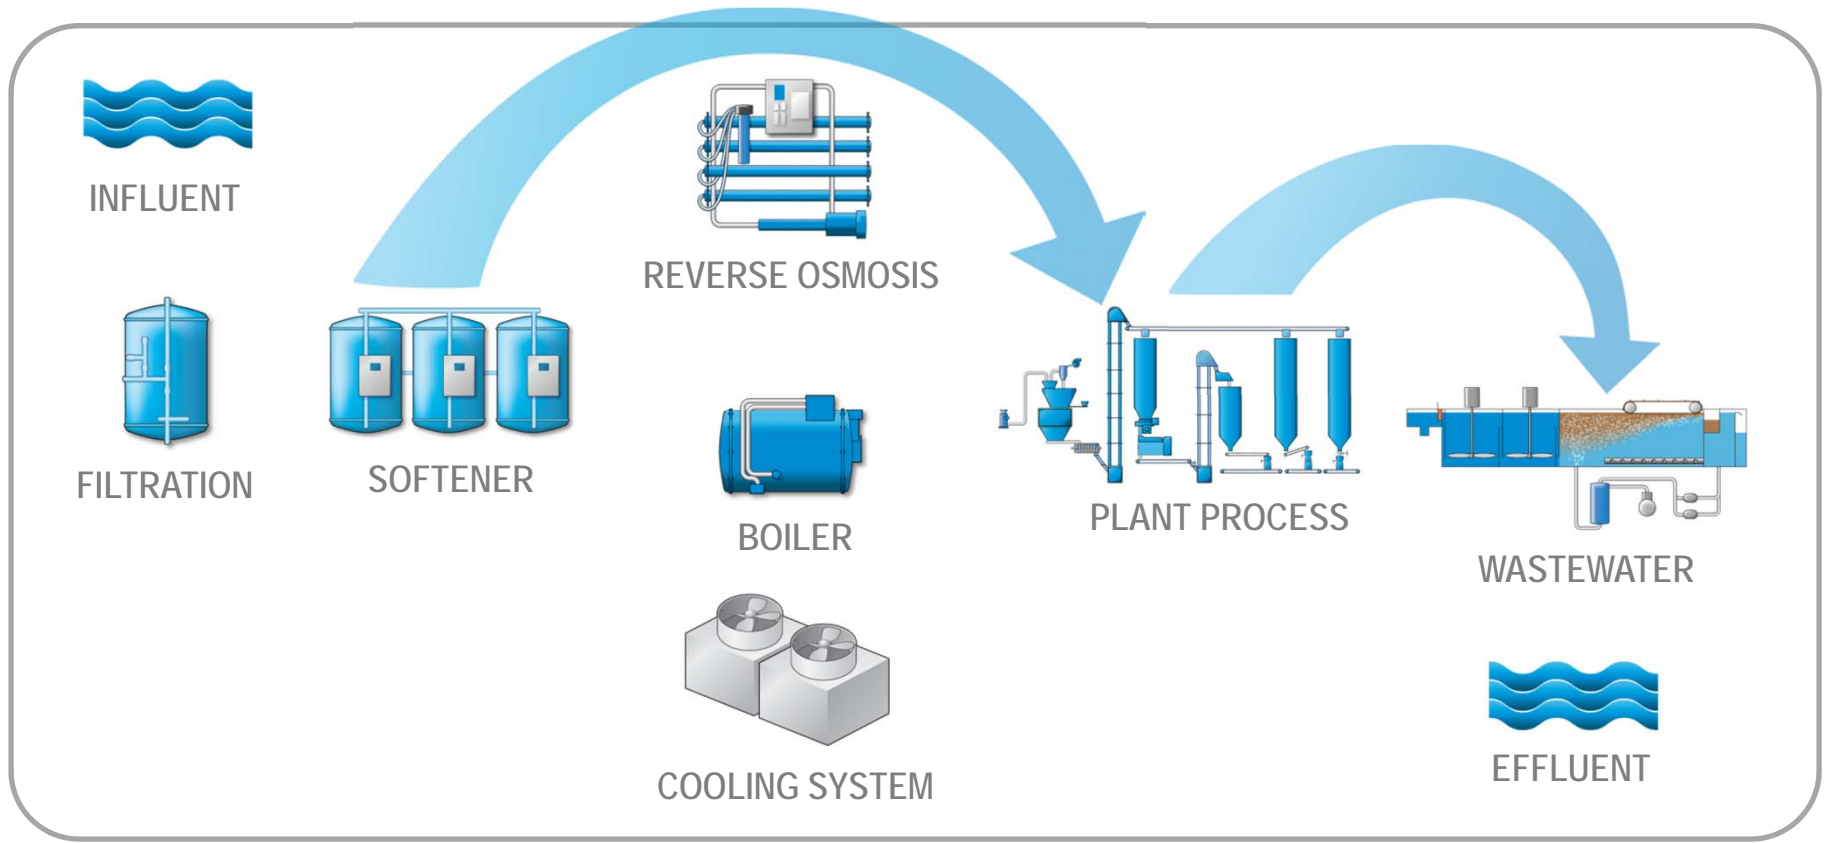 INFLUENT
FILTRATION
SOFTENER
REVERSE OSMOSIS
BOILER
COOLING SYSTEM
PLANT PROCESS
WASTEWATER
EFFLUENT